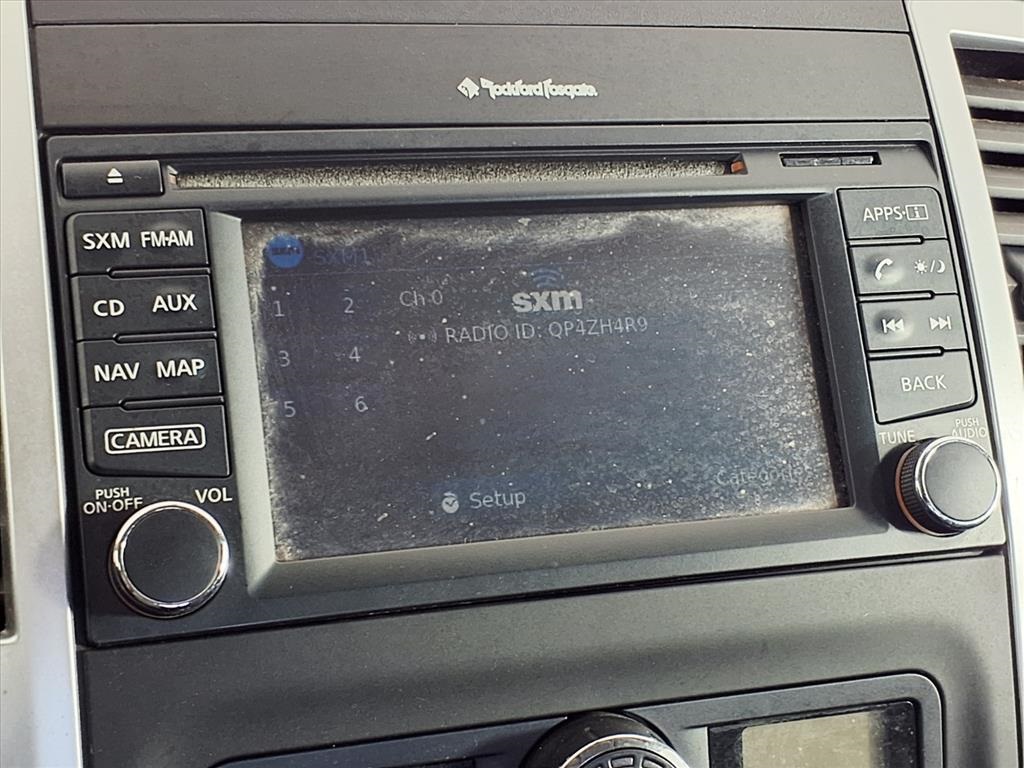 Rockford Fosgate.
SXM FM·AM
CD AUX
NAV MAP
CAMERA
PUSH
ON·OFF
VOL
SXM1
1 2
3 4
5 6
Ch 0
sxm
RADIO ID: QP4ZH4R9
Setup
APPS·i
BACK
TUNE
PUSH
AUDIO